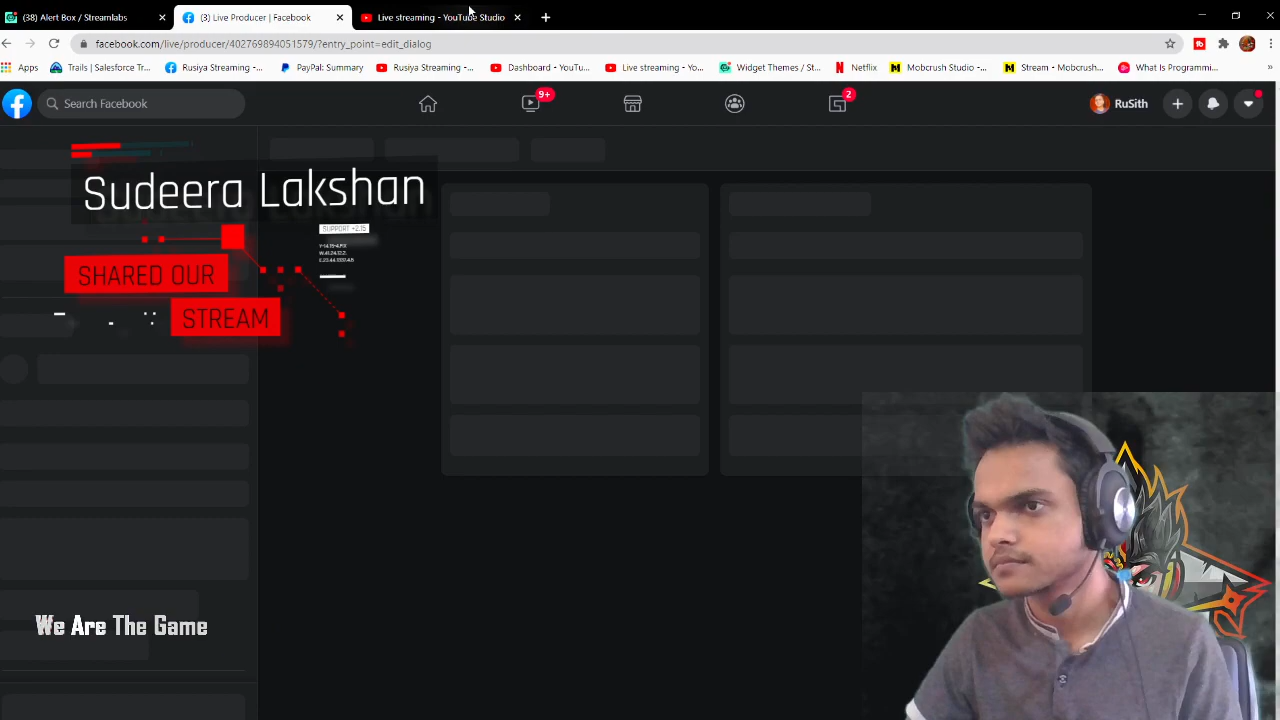 (38) Alert Box / Streamlabs
(3) Live Producer | Facebook
Live streaming - YouTube Studio
facebook.com/live/producer/402769894051579/?entry_point=edit_dialog
Apps
Trails | Salesforce Tr...
Rusiya Streaming -...
PayPal: Summary
Rusiya Streaming -...
Dashboard - YouTu...
Live streaming - Yo...
Widget Themes / St...
Netflix
Mobcrush Studio -...
Stream - Mobcrush...
What Is Programmi...
Search Facebook
9+
2
RuSith
Sudeera Lakshan
SUPPORT +2.15
SHARED OUR
STREAM
We Are The Game